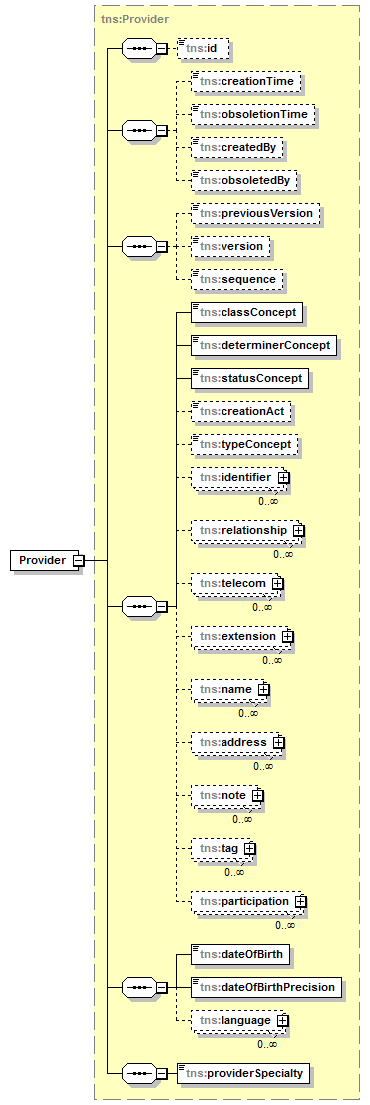 tns:Provider
tns:id
tns:creationTime
tns:obsoletionTime
tns:createdBy
tns:obsoletedBy
tns:previousVersion
tns:version
tns:sequence
tns:classConcept
tns:determinerConcept
tns:statusConcept
tns:creationAct
tns:typeConcept
tns:identifier
0..∞
tns:relationship
0..∞
Provider
tns:telecom
0..∞
tns:extension
0..∞
tns:name
0..∞
tns:address
0..∞
tns:note
0..∞
tns:tag
0..∞
tns:participation
0..∞
tns:dateOfBirth
tns:dateOfBirthPrecision
tns:language
0..∞
tns:providerSpecialty